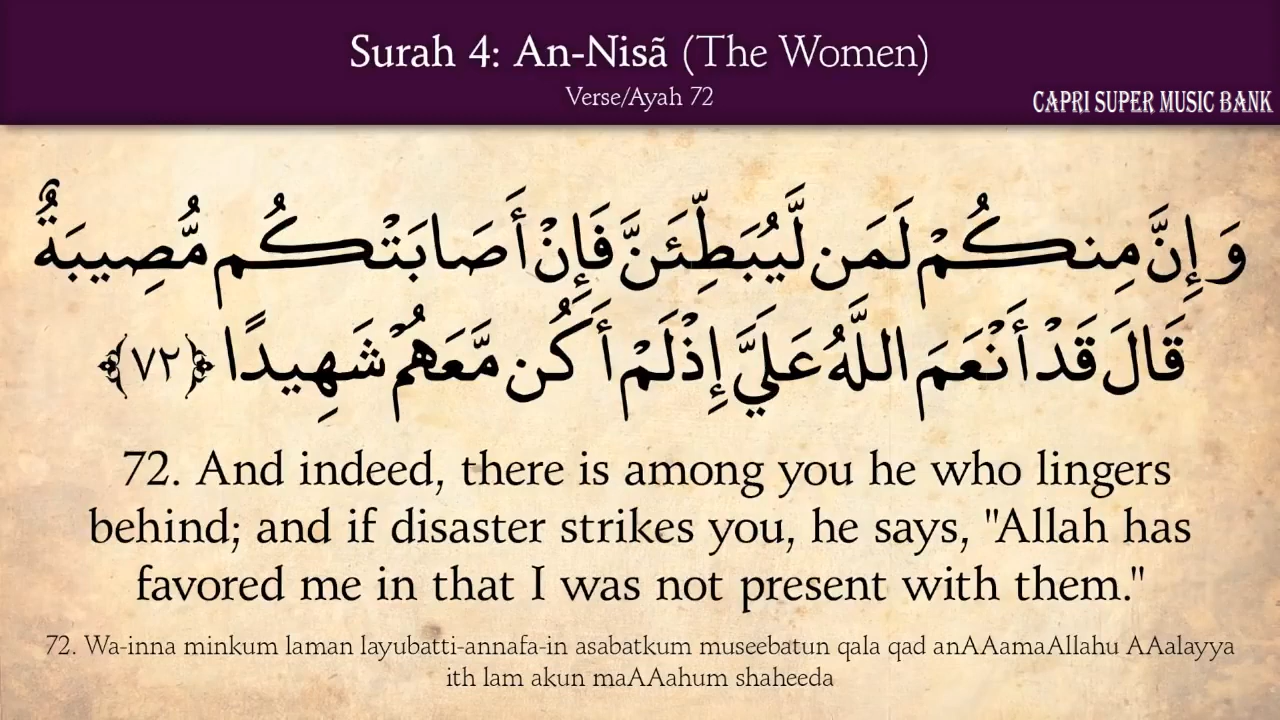 Surah 4: An-Nisã (The Women)
Verse/Ayah 72
CAPRI SUPER MUSIC BANK
وَإِنَّ مِنكُمْ لَمَن لَّيُبَطِّئَنَّ فَإِنْ أَصَابَتْكُم مُّصِيبَةٌ
قَالَ قَدْ أَنْعَمَ اللَّهُ عَلَيَّ إِذْ لَمْ أَكُن مَّعَهُمْ شَهِيدًا ﴿٧٢﴾
72. And indeed, there is among you he who lingers
behind; and if disaster strikes you, he says, "Allah has
favored me in that I was not present with them."
72. Wa-inna minkum laman layubatti-annafa-in asabatkum museebatun qala qad anAAamaAllahu AAalayya
ith lam akun maAAahum shaheeda